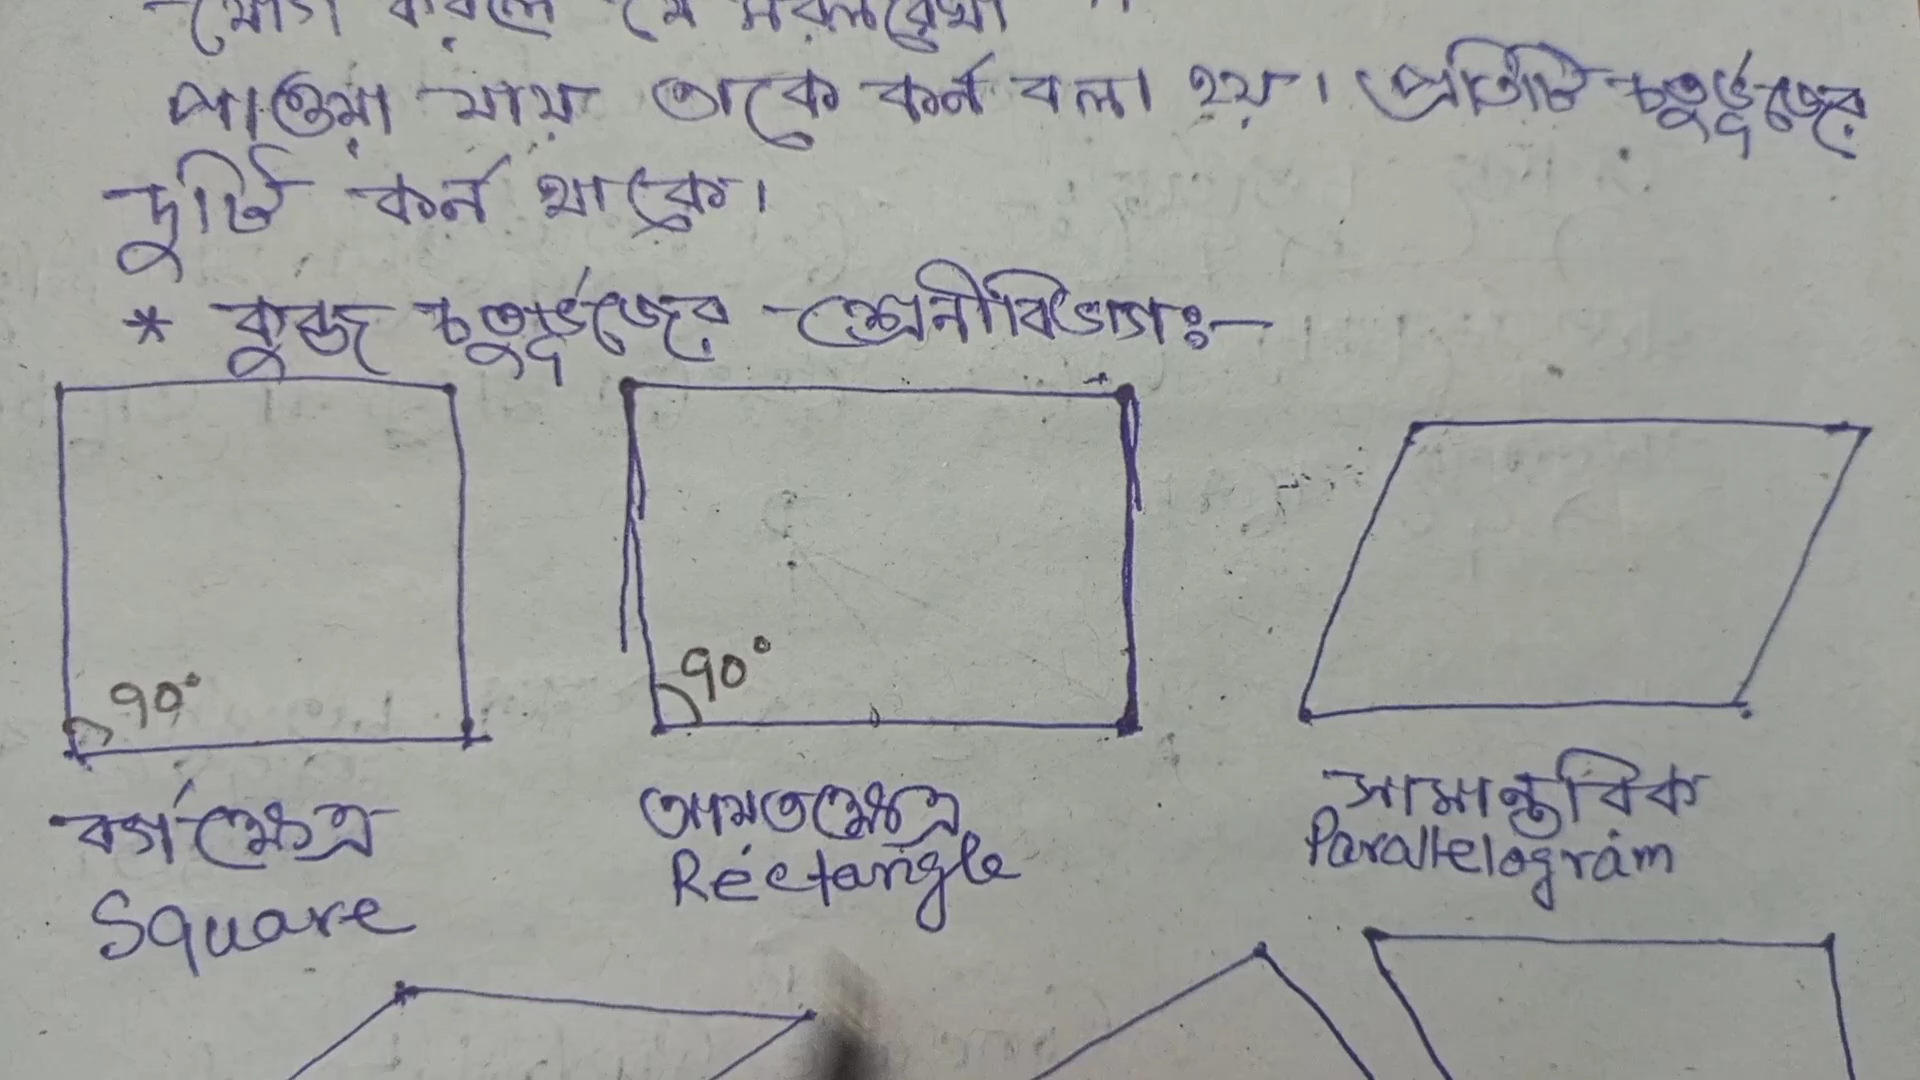 যোগ করলে যে সরলরেখা
পাওয়া যায় তাকে কর্ন বলা হয়। প্রতিটি চতুর্ভুজের
দুটি কর্ন থাকে।
* কুব্জ চতুর্ভুজের শ্রেনীবিভাগঃ-
90°
90°
বর্গক্ষেত্র
Square
আয়তক্ষেত্র
Rectangle
সামান্তরিক
Parallelogram